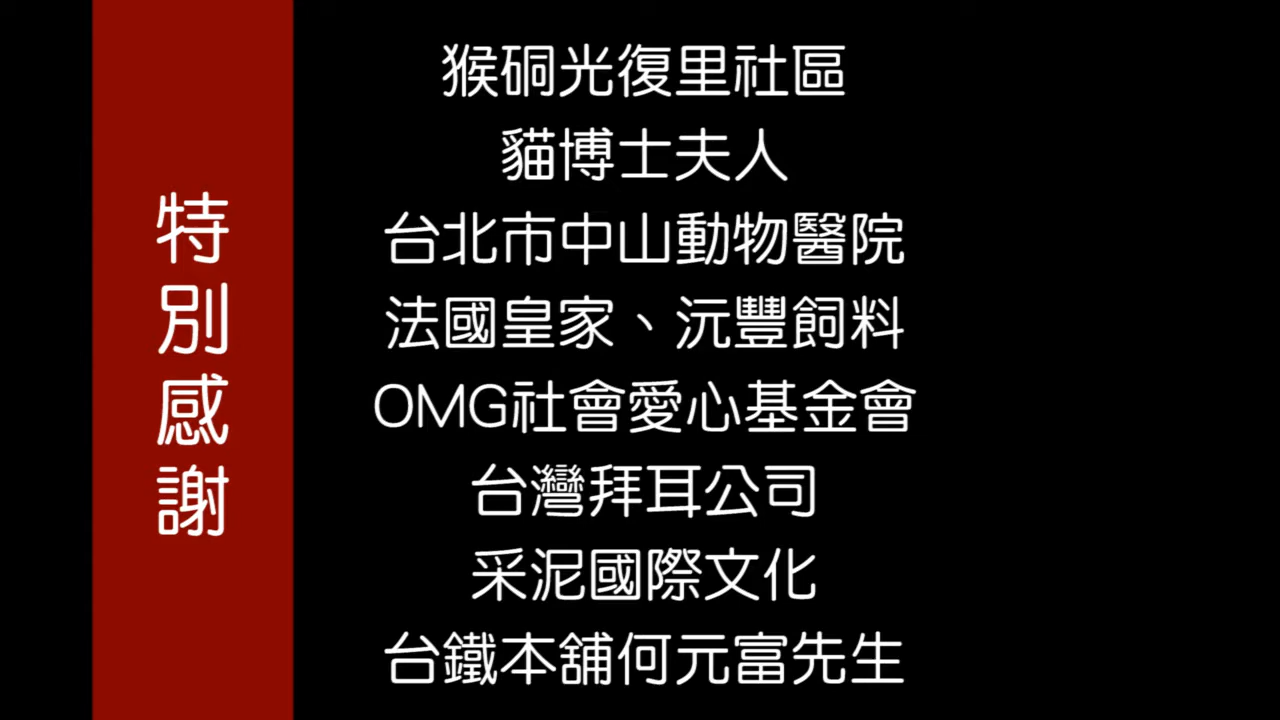 特別感謝
猴硐光復里社區
貓博士夫人
台北市中山動物醫院
法國皇家、沅豐飼料
OMG社會愛心基金會
台灣拜耳公司
采泥國際文化
台鐵本舖何元富先生